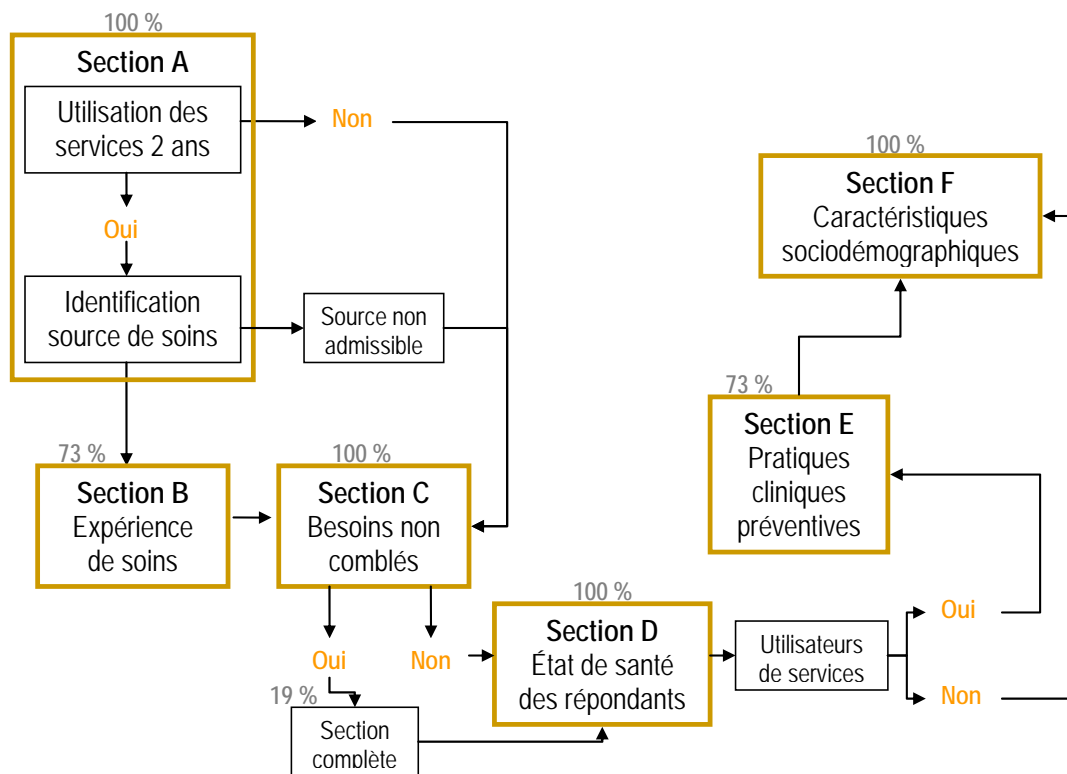 100 %
Section A
Utilisation des
services 2 ans
Non
Oui
Identification
source de soins
Source non
admissible
73 %
Section B
Expérience
de soins
100 %
Section C
Besoins non
comblés
Oui
Non
19 %
Section
complète
100 %
Section D
État de santé
des répondants
Utilisateurs
de services
Oui
Non
73 %
Section E
Pratiques
cliniques
préventives
100 %
Section F
Caractéristiques
sociodémographiques